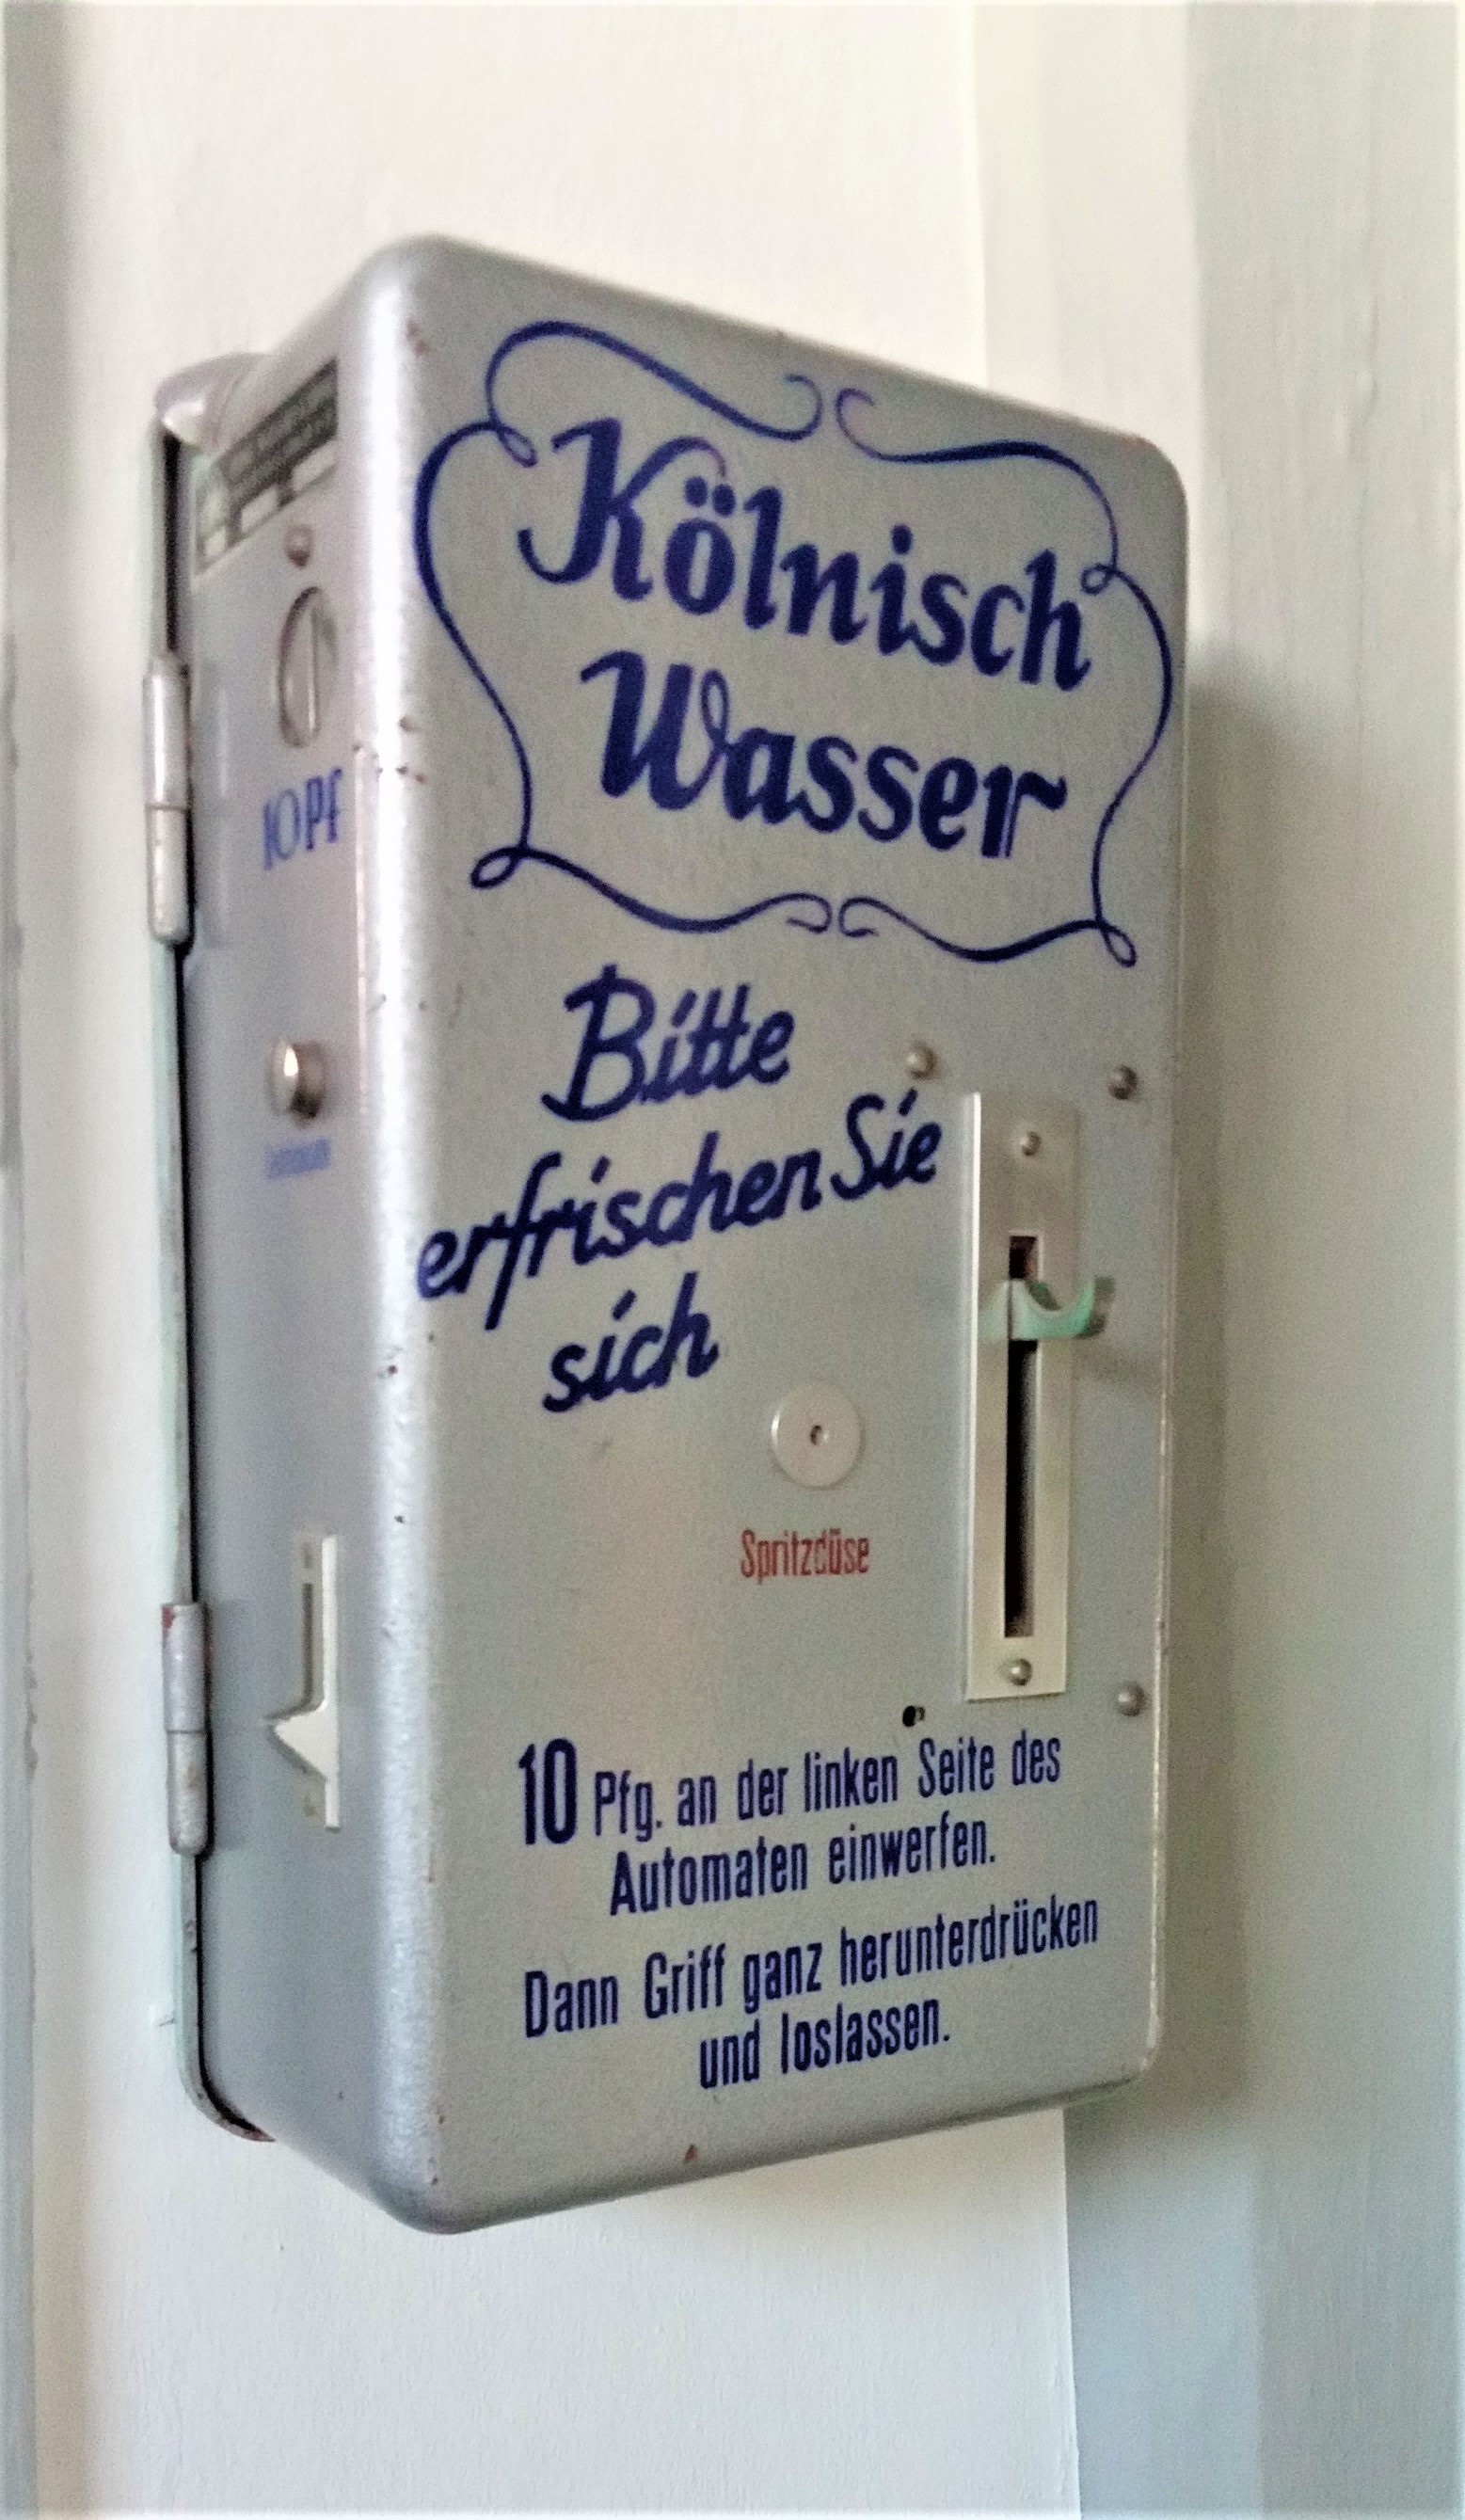 Kölnisch
Wasser
Bitte
erfrischen Sie
sich
Spritzdüse
10 Pfg. an der linken Seite des
Automaten einwerfen.
Dann Griff ganz herunterdrücken
und loslassen.
10 Pf